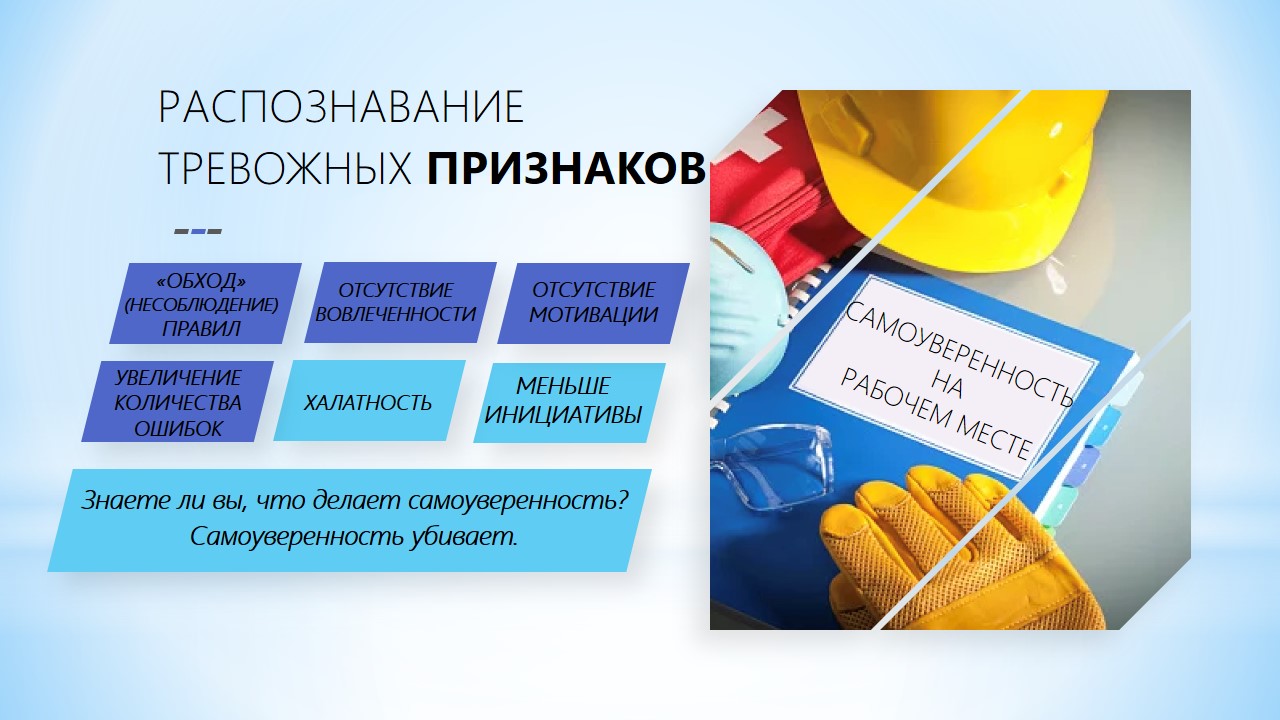 РАСПОЗНАВАНИЕ
ТРЕВОЖНЫХ ПРИЗНАКОВ
«ОБХОД»
(НЕСОБЛЮДЕНИЕ)
ПРАВИЛ
ОТСУТСТВИЕ
ВОВЛЕЧЕННОСТИ
ОТСУТСТВИЕ
МОТИВАЦИИ
УВЕЛИЧЕНИЕ
КОЛИЧЕСТВА
ОШИБОК
ХАЛАТНОСТЬ
МЕНЬШЕ
ИНИЦИАТИВЫ
Знаете ли вы, что делает самоуверенность?
Самоуверенность убивает.
САМОУВЕРЕННОСТЬ
НА
РАБОЧЕМ МЕСТЕ